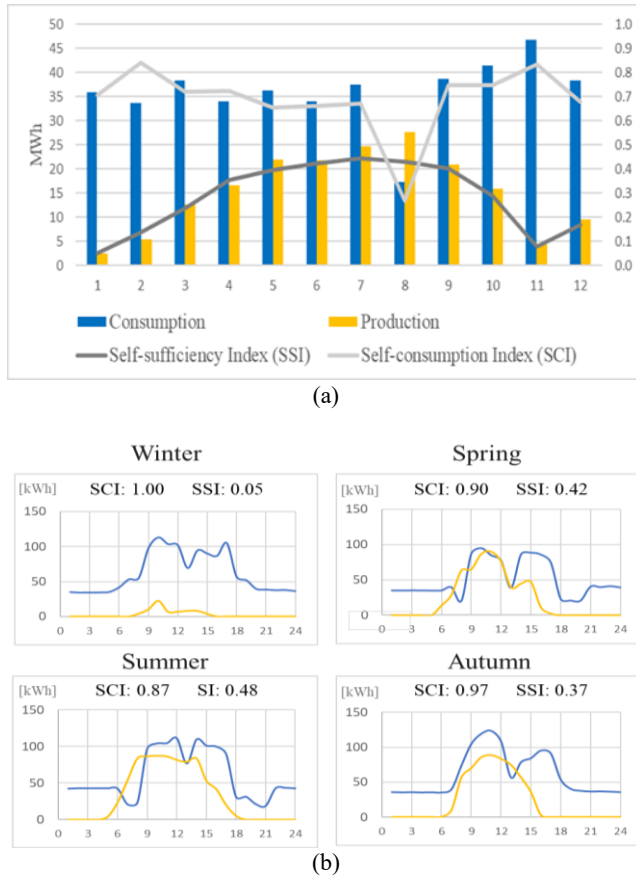 50 1.0
45 0.9
40 0.8
35 0.7
30 0.6
MWh
25 0.5
20 0.4
15 0.3
10 0.2
5 0.1
0 0.0
1 2 3 4 5 6 7 8 9 10 11 12
Consumption Production
Self-sufficiency Index (SSI) Self-consumption Index (SCI)
(a)
Winter
[kWh] SCI: 1.00 SSI: 0.05
150
100
50
0
0 3 6 9 12 15 18 21 24
Spring
[kWh] SCI: 0.90 SSI: 0.42
150
100
50
0
0 3 6 9 12 15 18 21 24
Summer
[kWh] SCI: 0.87 SI: 0.48
150
100
50
0
0 3 6 9 12 15 18 21 24
Autumn
[kWh] SCI: 0.97 SSI: 0.37
150
100
50
0
0 3 6 9 12 15 18 21 24
(b)